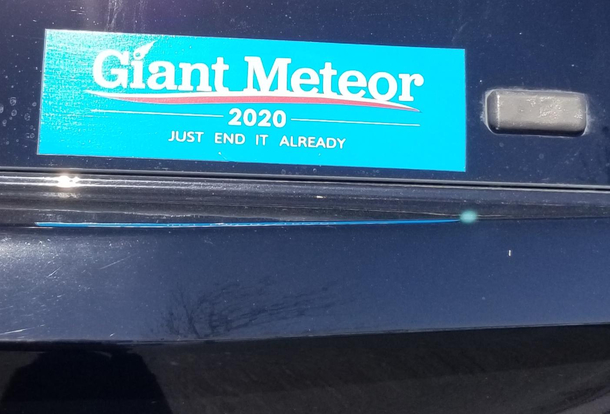 Giant Meteor
2020
JUST END IT ALREADY